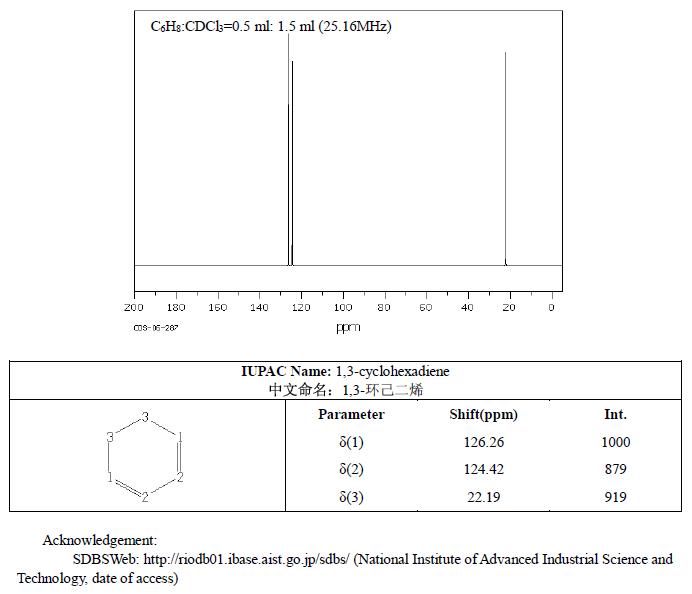 C₆H₈:CDCl₃=0.5 ml: 1.5 ml (25.16MHz)
200 180 160 140 120 100 80 60 40 20 0
CDS-06-287
ppm
IUPAC Name: 1,3-cyclohexadiene
中文命名：1,3-环己二烯
Parameter Shift(ppm) Int.
3
3 1
δ(1) 126.26 1000
δ(2) 124.42 879
1 2
2
δ(3) 22.19 919
Acknowledgement:
SDBSWeb: http://riodb01.ibase.aist.go.jp/sdbs/ (National Institute of Advanced Industrial Science and
Technology, date of access)